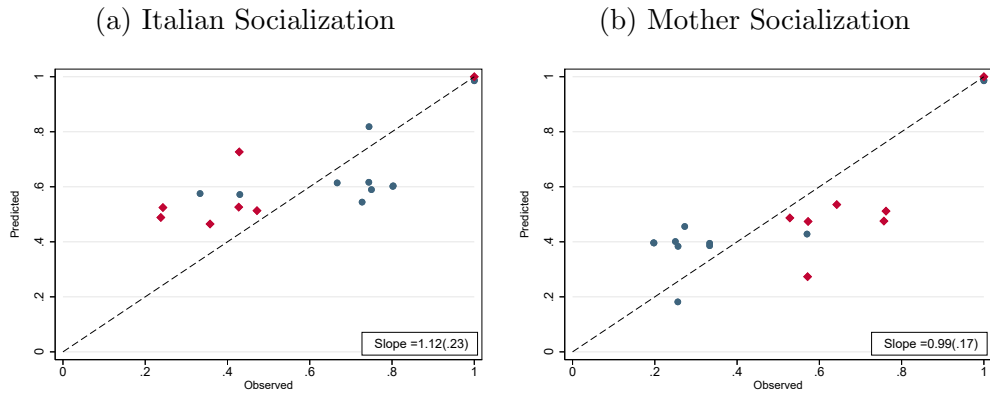 (a) Italian Socialization
1
.8
.6
.4
.2
0
Predicted
0 .2 .4 .6 .8 1
Observed
Slope =1.12(.23)
(b) Mother Socialization
1
.8
.6
.4
.2
0
Predicted
0 .2 .4 .6 .8 1
Observed
Slope =0.99(.17)